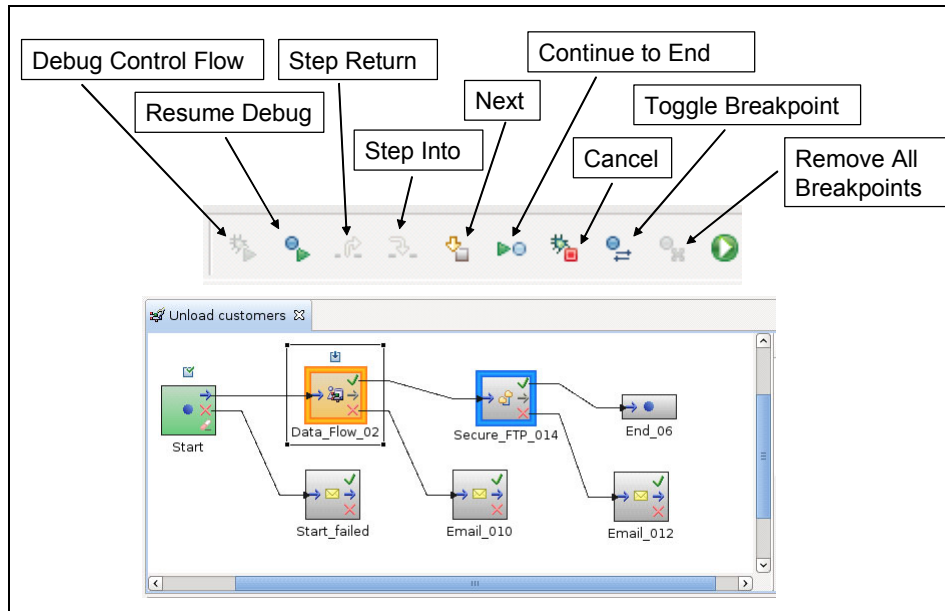 Debug Control Flow
Step Return
Continue to End
Resume Debug
Next
Toggle Breakpoint
Step Into
Cancel
Remove All
Breakpoints
Unload customers
Data_Flow_02
Secure_FTP_014
End_06
Start
Start_failed
Email_010
Email_012